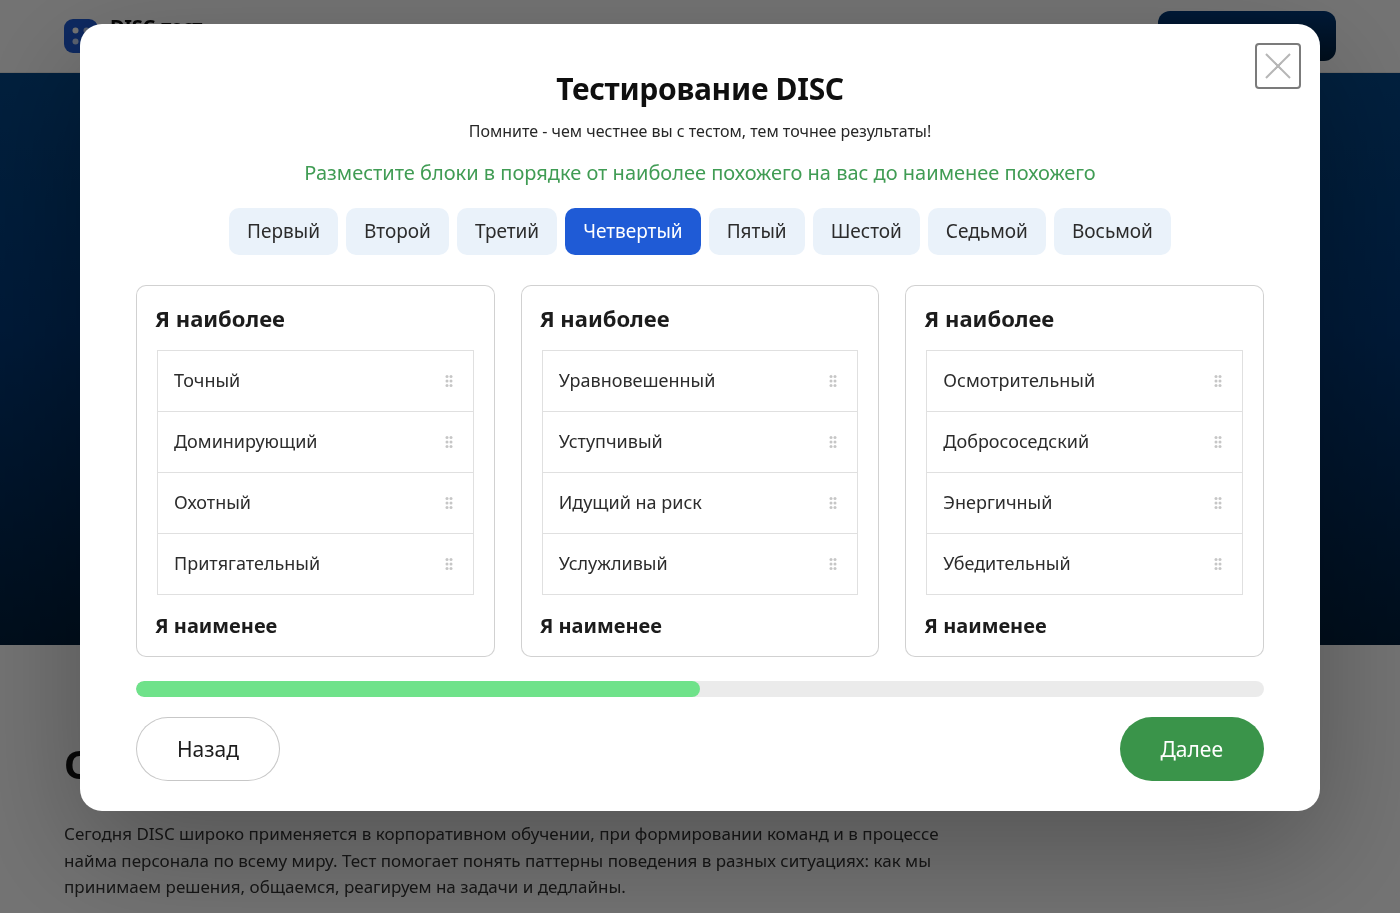 Тестирование DISC
Помните - чем честнее вы с тестом, тем точнее результаты!
Разместите блоки в порядке от наиболее похожего на вас до наименее похожего
Первый Второй Третий Четвертый Пятый Шестой Седьмой Восьмой
Я наиболее
Точный
Доминирующий
Охотный
Притягательный
Я наименее
Я наиболее
Уравновешенный
Уступчивый
Идущий на риск
Услужливый
Я наименее
Я наиболее
Осмотрительный
Добрососедский
Энергичный
Убедительный
Я наименее
Назад
Далее
Сегодня DISC широко применяется в корпоративном обучении, при формировании команд и в процессе
найма персонала по всему миру. Тест помогает понять паттерны поведения в разных ситуациях: как мы
принимаем решения, общаемся, реагируем на задачи и дедлайны.